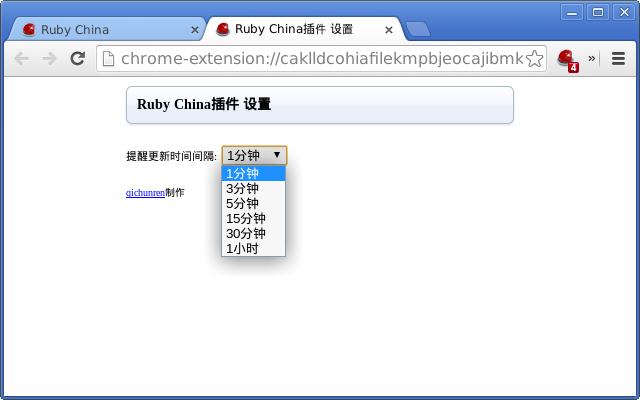 Ruby China
Ruby China插件 设置
chrome-extension://caklldcohiafilekmpbjeocajibmk
4
»
Ruby China插件 设置
提醒更新时间间隔: 1分钟
1分钟
3分钟
5分钟
15分钟
30分钟
1小时
qichunren制作